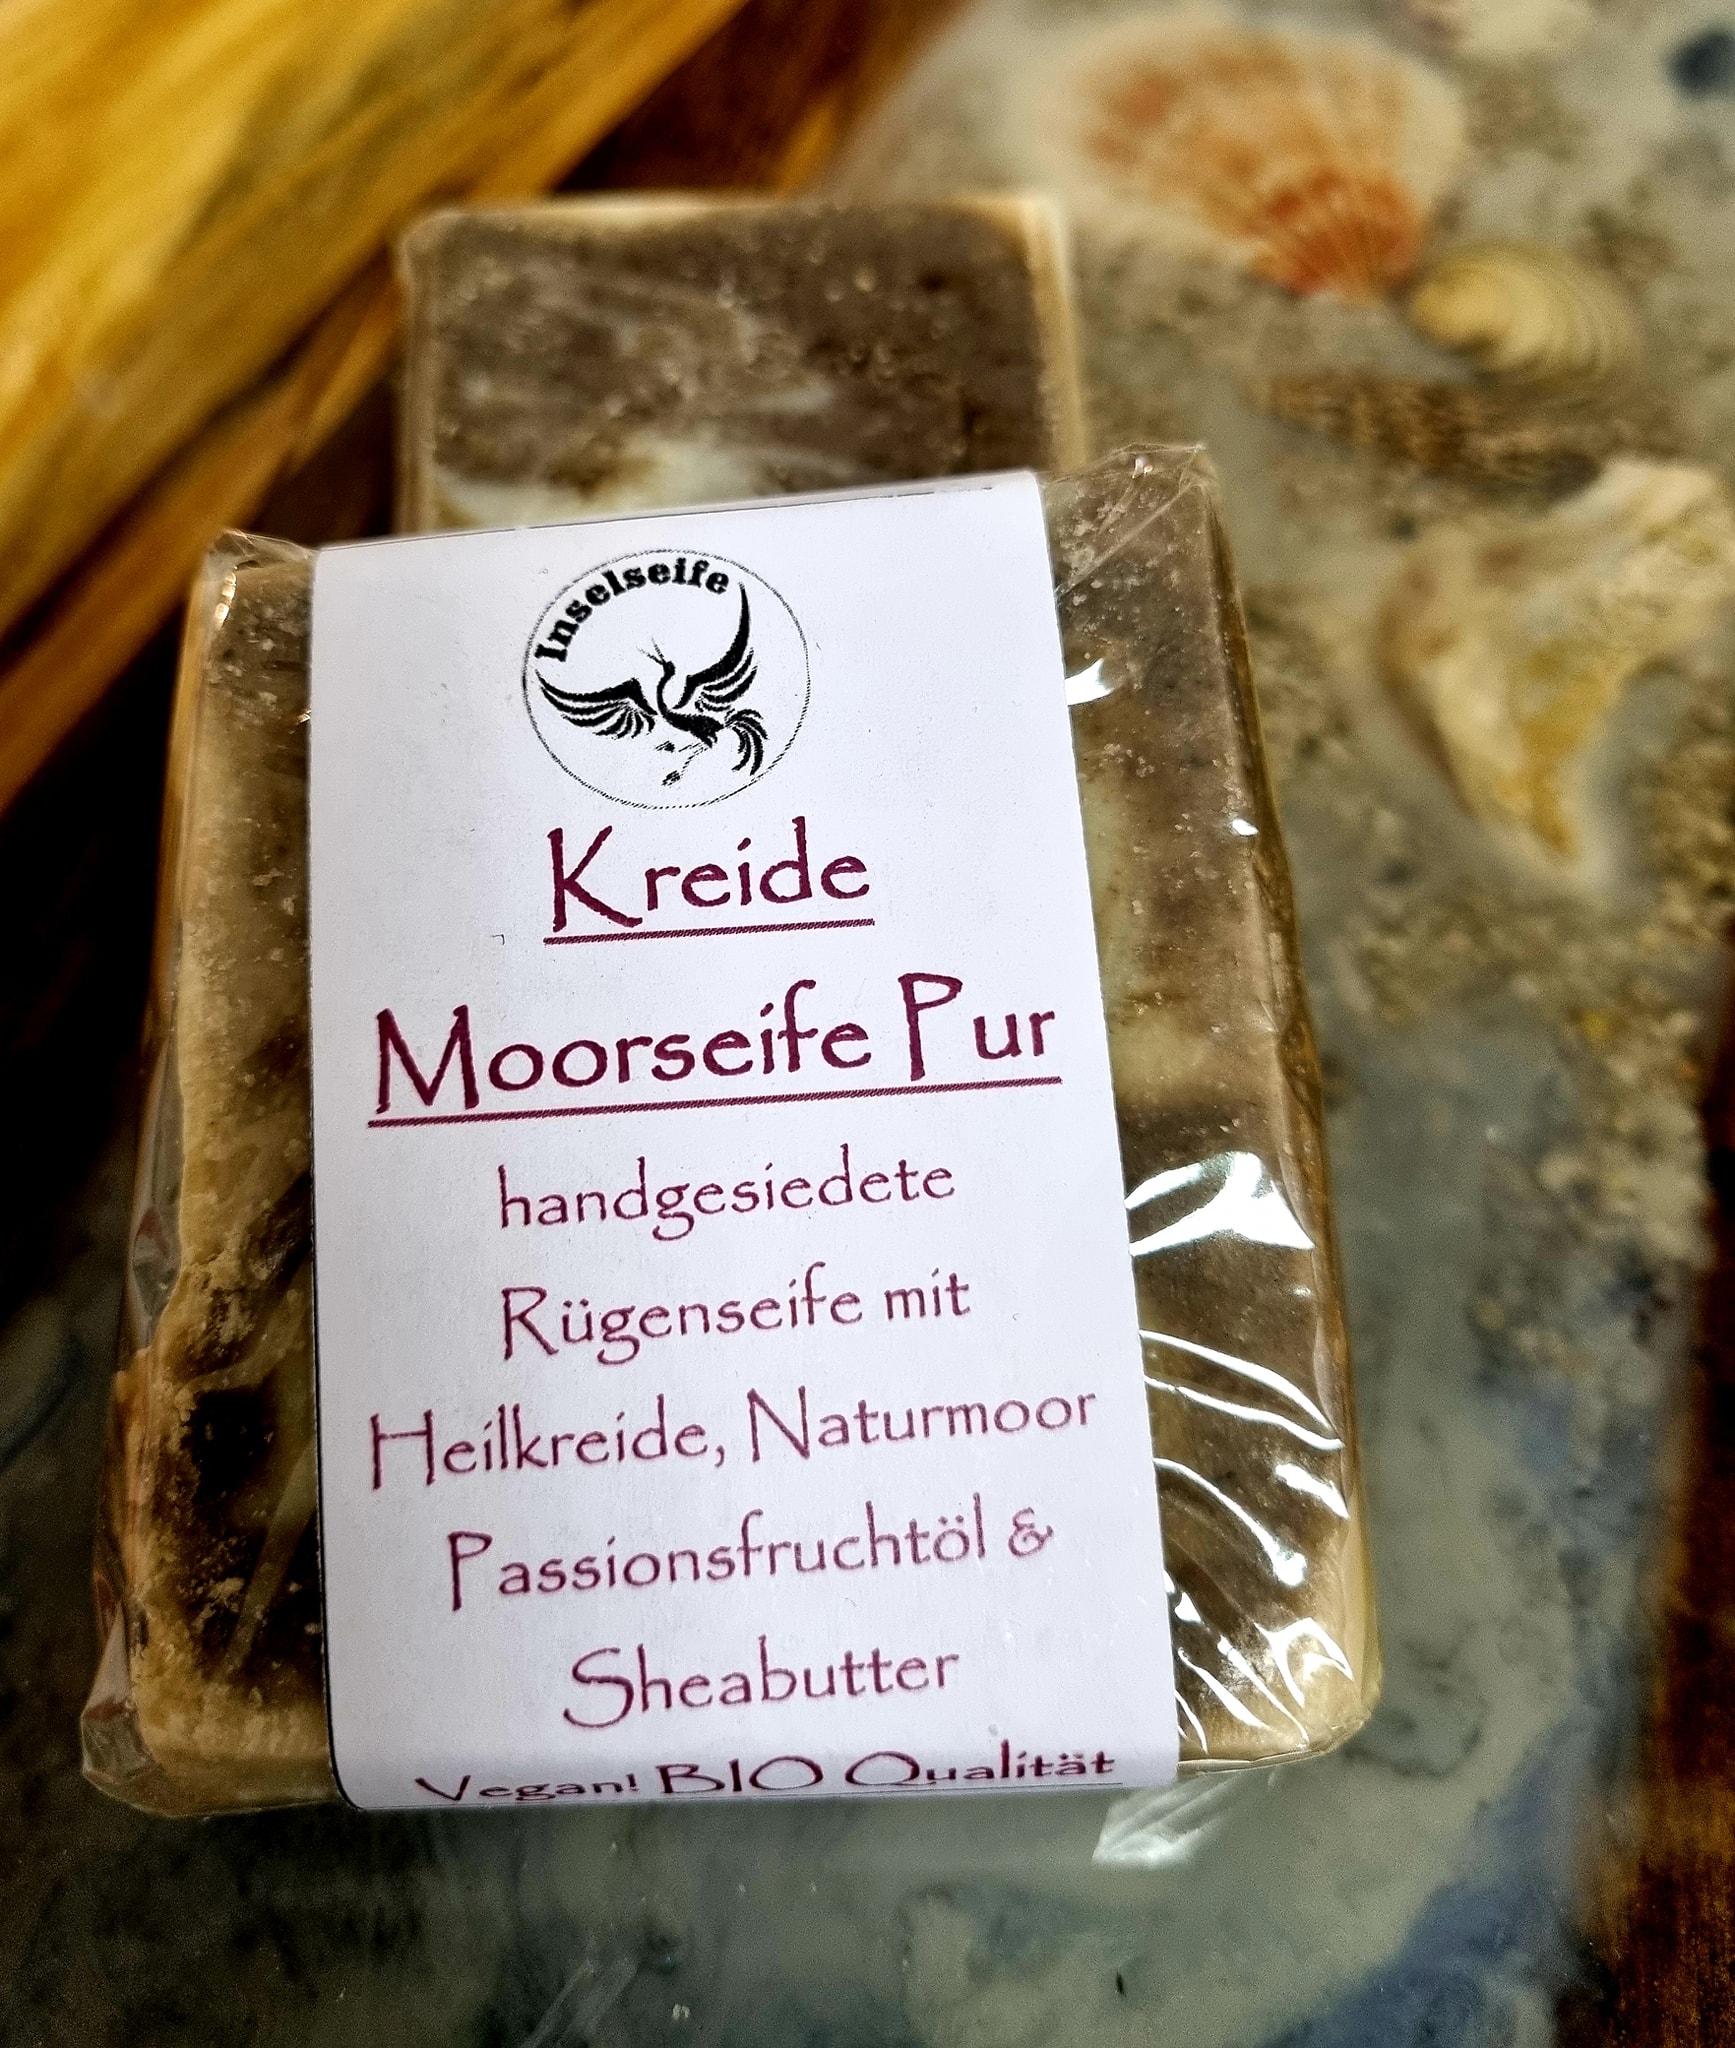 Inselseife
Kreide
Moorseife Pur
handgesiedete
Rügenseife mit
Heilkreide, Naturmoor
Passionsfruchtöl &
Sheabutter
Vegan! BIO Qualität